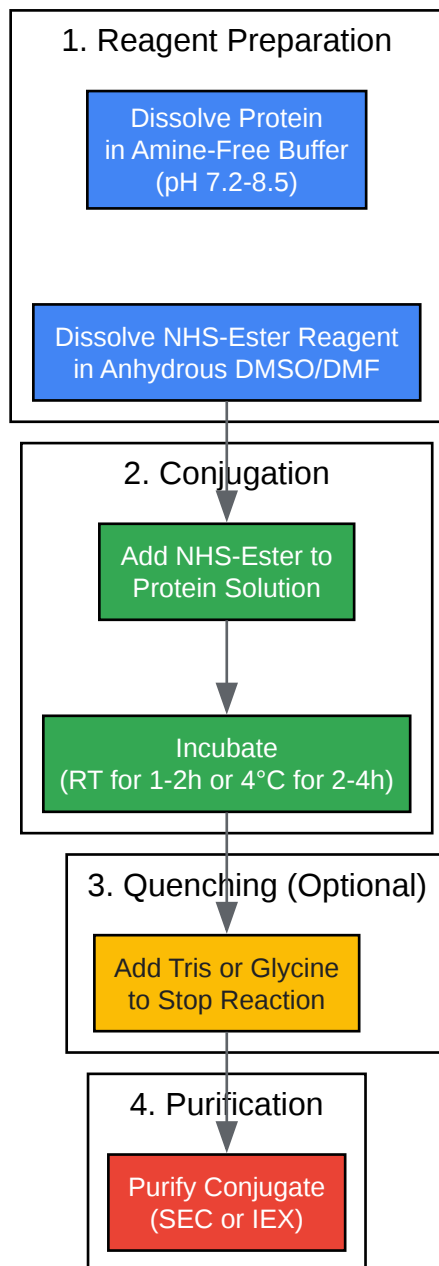 1. Reagent Preparation
Dissolve Protein
in Amine-Free Buffer
(pH 7.2-8.5)
Dissolve NHS-Ester Reagent
in Anhydrous DMSO/DMF
2. Conjugation
Add NHS-Ester to
Protein Solution
Incubate
(RT for 1-2h or 4°C for 2-4h)
3. Quenching (Optional)
Add Tris or Glycine
to Stop Reaction
4. Purification
Purify Conjugate
(SEC or IEX)